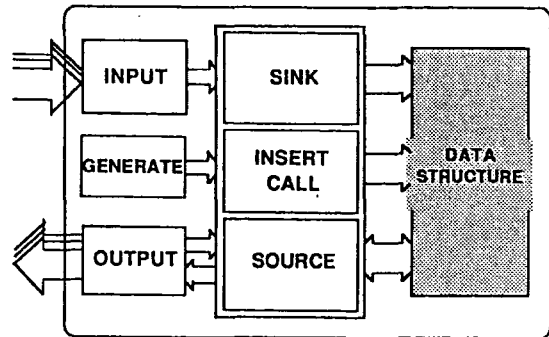 INPUT
SINK
GENERATE
INSERT
CALL
DATA
STRUCTURE
OUTPUT
SOURCE